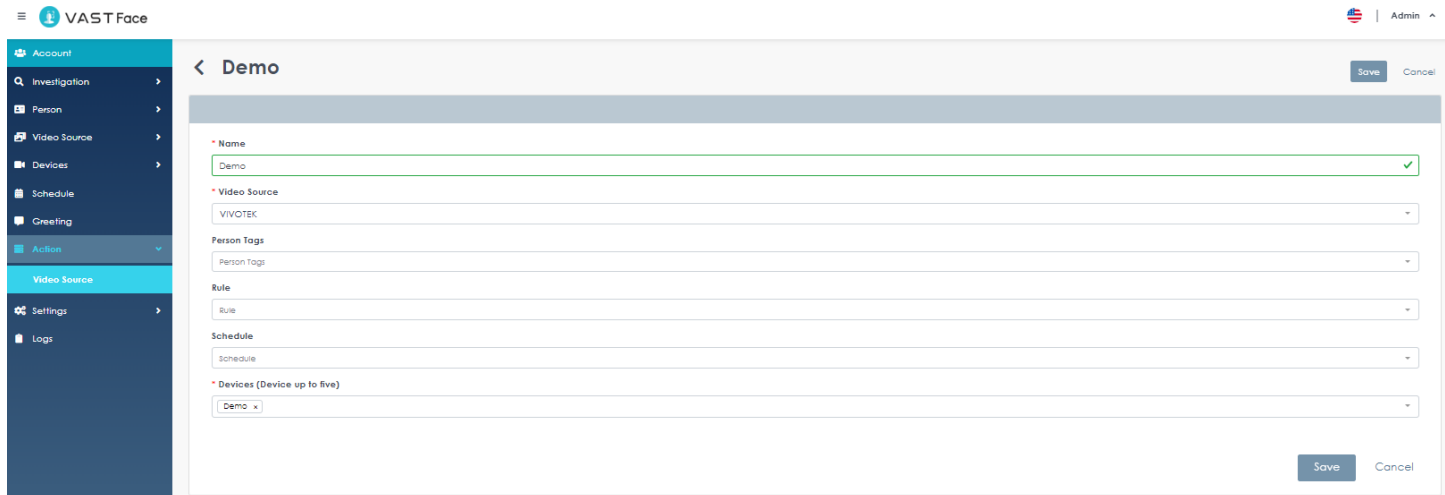 VAST Face
Admin
Account
Investigation
Person
Video Source
Devices
Schedule
Greeting
Action
Video Source
Settings
Logs
Demo
Save Cancel
* Name
Demo
* Video Source
VIVOTEK
Person Tags
Person Tags
Rule
Rule
Schedule
Schedule
* Devices (Device up to five)
Demo x
Save Cancel